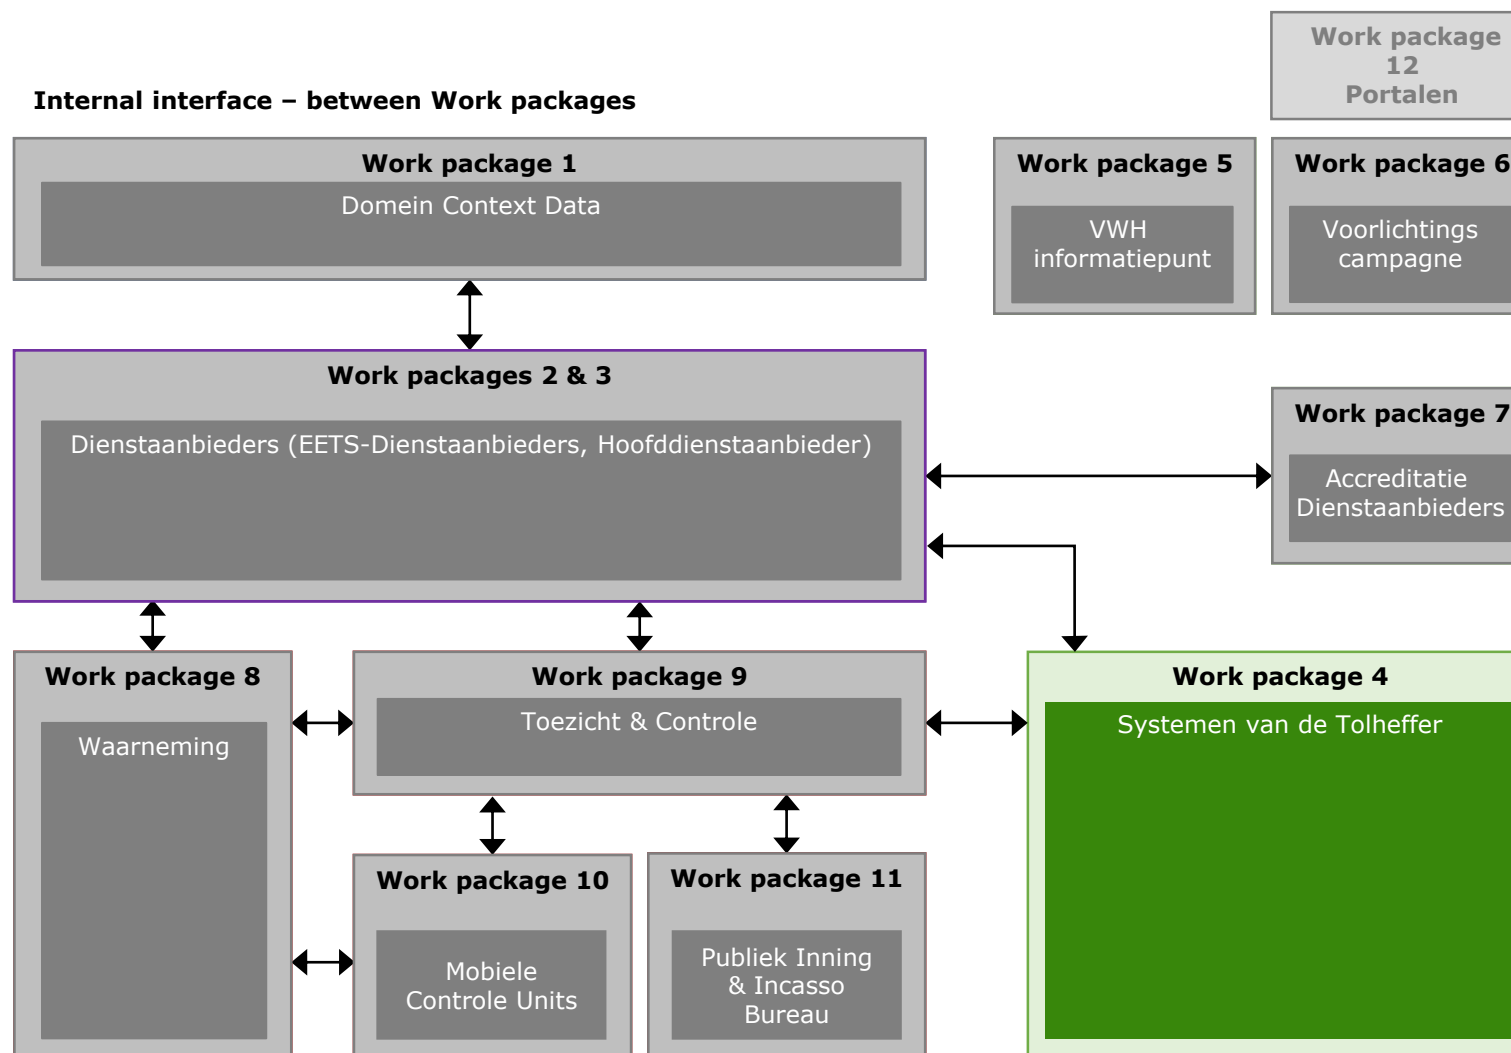 Work package
12
Portalen
Internal interface – between Work packages
Work package 1
Domein Context Data
Work package 5
VWH
informatiepunt
Work package 6
Voorlichtings
campagne
Work packages 2 & 3
Dienstaanbieders (EETS-Dienstaanbieders, Hoofddienstaanbieder)
Work package 7
Accreditatie
Dienstaanbieders
Work package 8
Waarneming
Work package 9
Toezicht & Controle
Work package 4
Systemen van de Tolheffer
Work package 10
Mobiele
Controle Units
Work package 11
Publiek Inning
& Incasso
Bureau